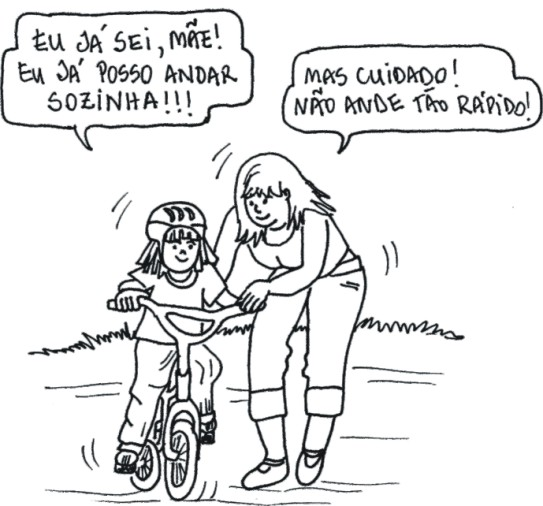 EU JÁ SEI, MÃE!
EU JÁ POSSO ANDAR
SOZINHA!!!
MAS CUIDADO!
NÃO ANDE TÃO RÁPIDO!